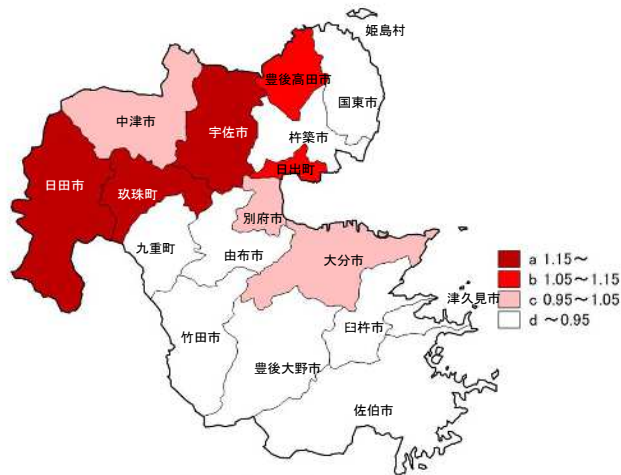 姫島村
豊後高田市
国東市
中津市
宇佐市
杵築市
日出町
日田市
玖珠町
別府市
九重町
由布市
大分市
a 1.15～
b 1.05～1.15
c 0.95～1.05
d ～0.95
津久見市
臼杵市
竹田市
豊後大野市
佐伯市